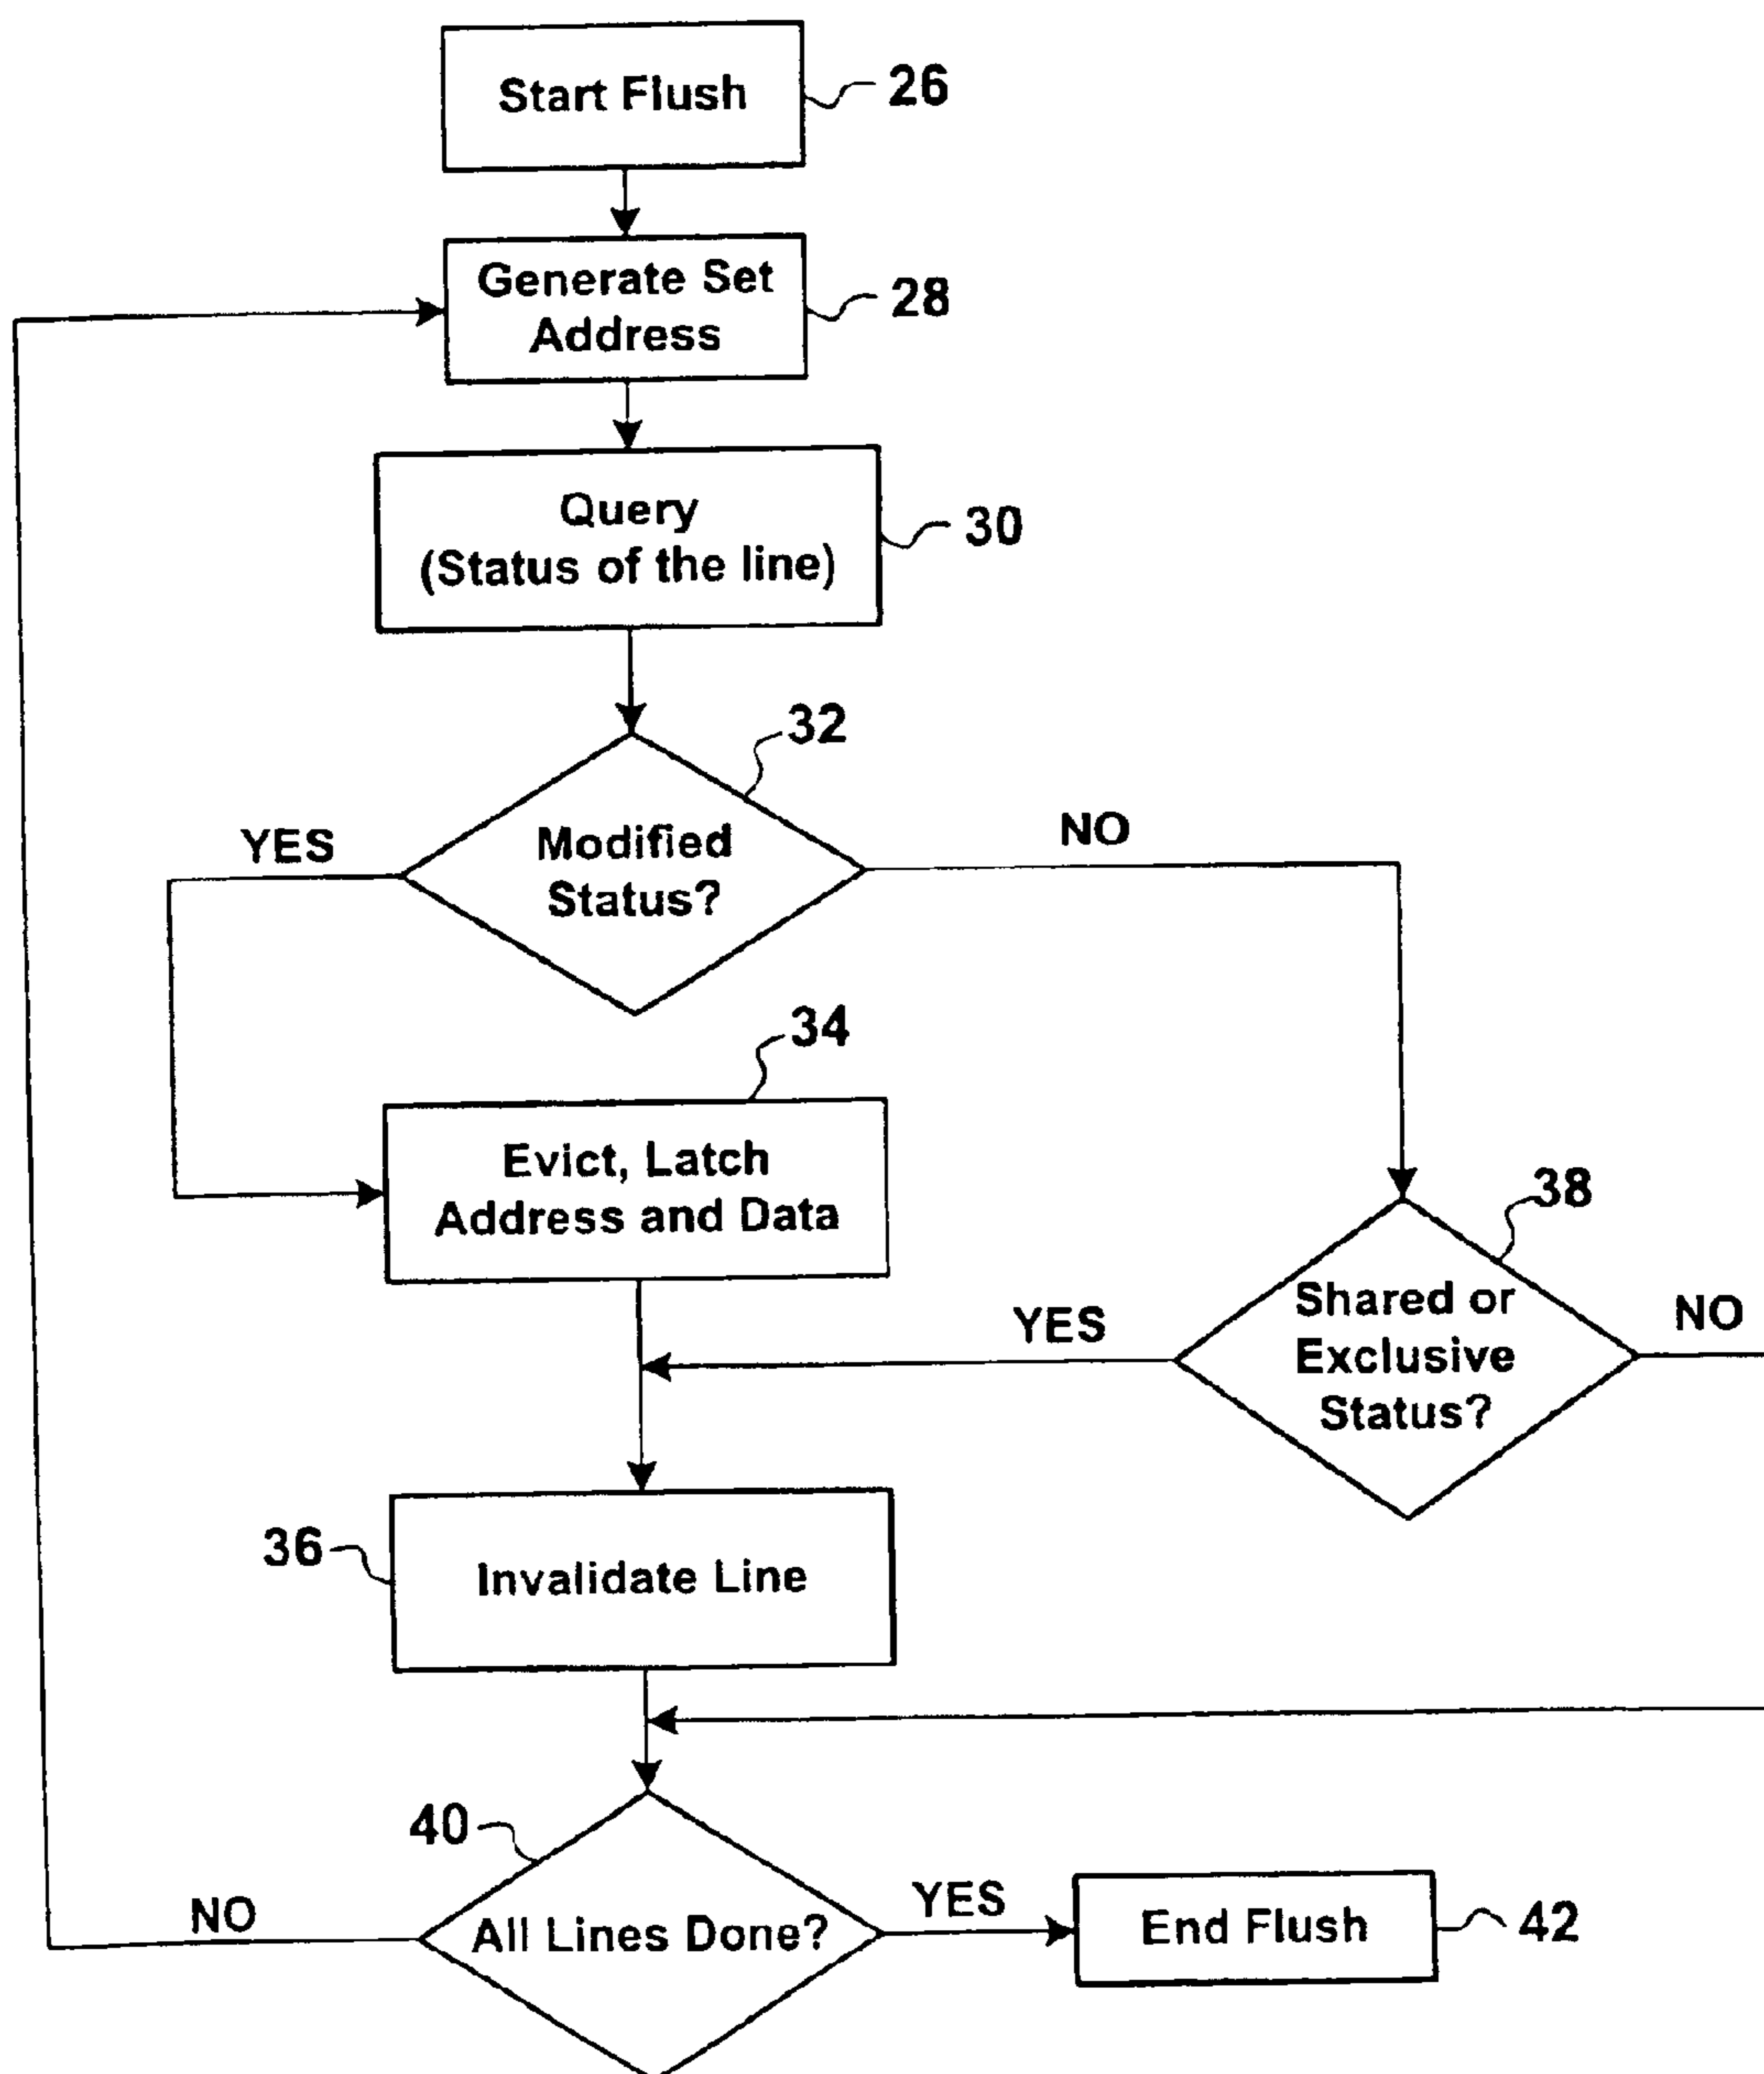 Start Flush
26
Generate Set
Address
28
Query
(Status of the line)
30
32
YES
Modified
Status?
NO
34
Evict, Latch
Address and Data
38
Shared or
Exclusive
Status?
YES
NO
36
Invalidate Line
40
NO
All Lines Done?
YES
End Flush
42